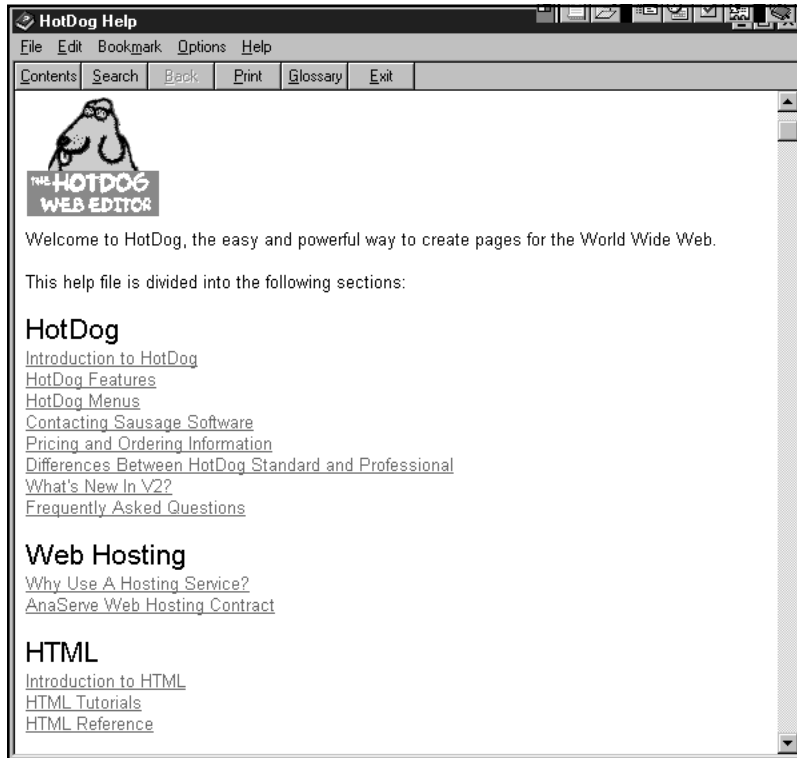 HotDog Help
File Edit Bookmark Options Help
Contents Search Back Print Glossary Exit
THE HOTDOG
WEB EDITOR
Welcome to HotDog, the easy and powerful way to create pages for the World Wide Web.
This help file is divided into the following sections:
HotDog
Introduction to HotDog
HotDog Features
HotDog Menus
Contacting Sausage Software
Pricing and Ordering Information
Differences Between HotDog Standard and Professional
What's New In V2?
Frequently Asked Questions
Web Hosting
Why Use A Hosting Service?
AnaServe Web Hosting Contract
HTML
Introduction to HTML
HTML Tutorials
HTML Reference